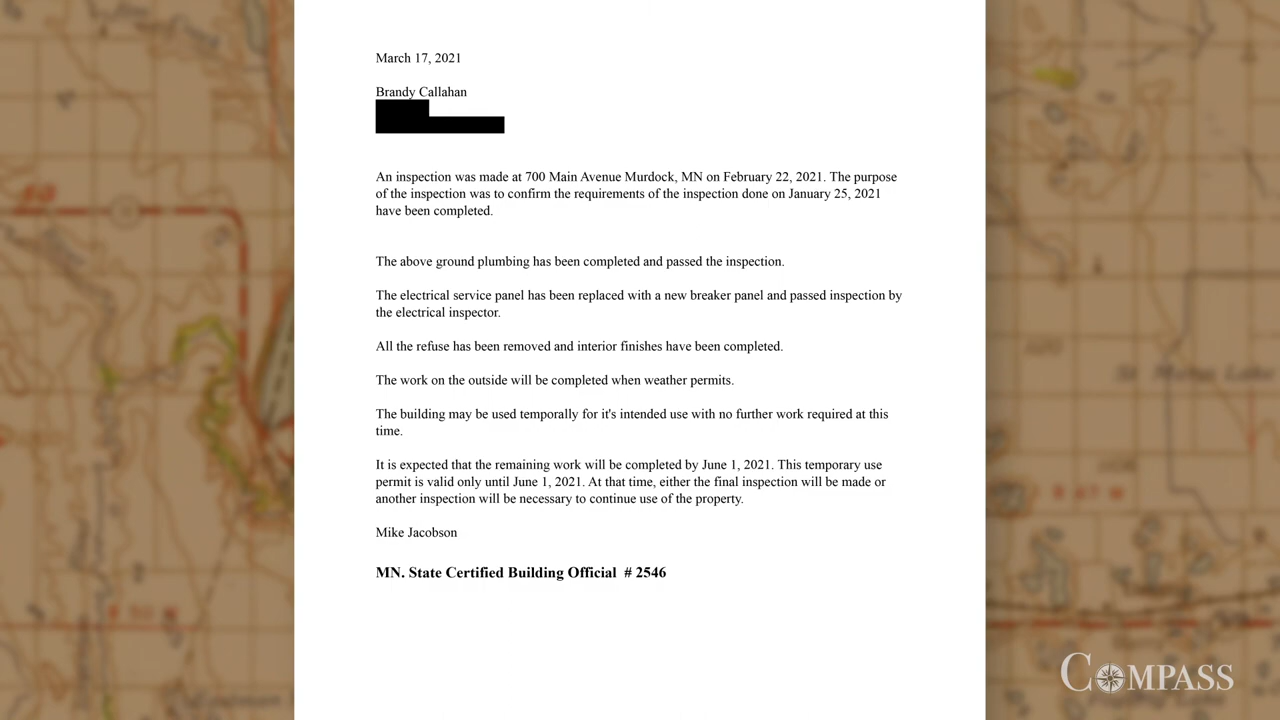 March 17, 2021
Brandy Callahan
An inspection was made at 700 Main Avenue Murdock, MN on February 22, 2021. The purpose
of the inspection was to confirm the requirements of the inspection done on January 25, 2021
have been completed.
The above ground plumbing has been completed and passed the inspection.
The electrical service panel has been replaced with a new breaker panel and passed inspection by
the electrical inspector.
All the refuse has been removed and interior finishes have been completed.
The work on the outside will be completed when weather permits.
The building may be used temporally for it's intended use with no further work required at this
time.
It is expected that the remaining work will be completed by June 1, 2021. This temporary use
permit is valid only until June 1, 2021. At that time, either the final inspection will be made or
another inspection will be necessary to continue use of the property.
Mike Jacobson
MN. State Certified Building Official # 2546
COMPASS